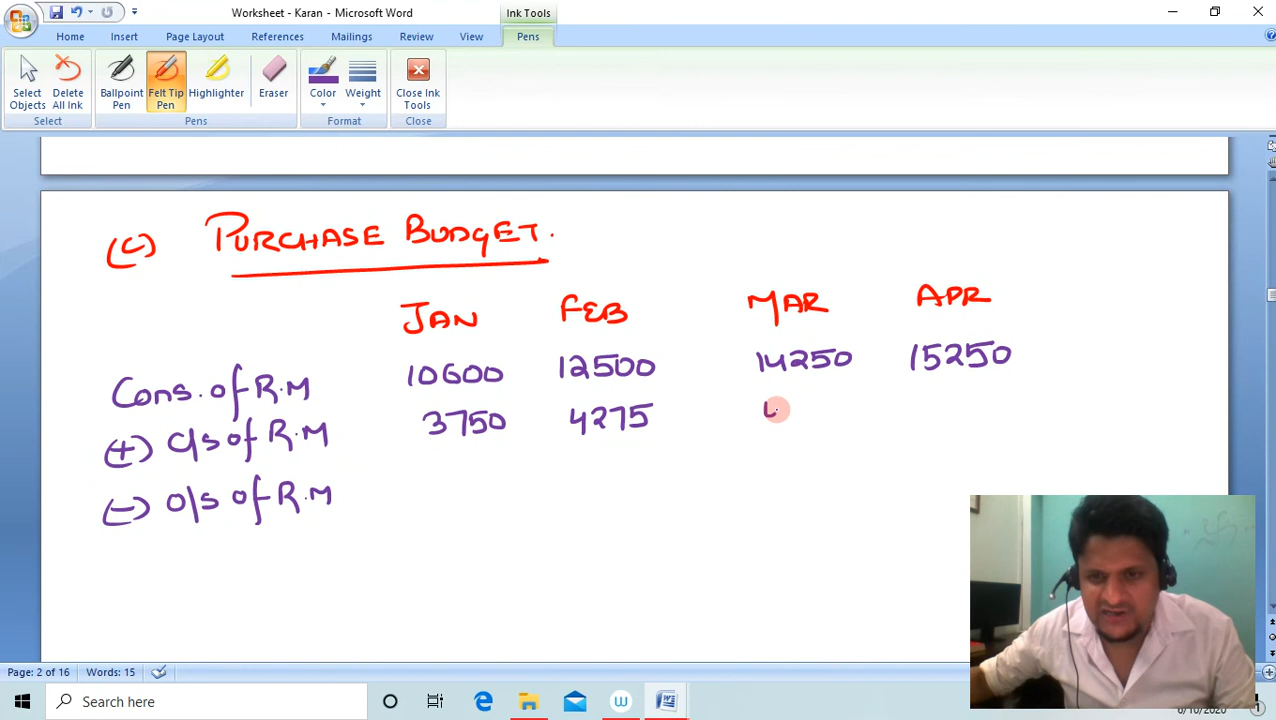 Worksheet - Karan - Microsoft Word
Ink Tools
Home Insert Page Layout References Mailings Review View Pens
Select Objects
Delete All Ink
Ballpoint Pen
Felt Tip Pen
Highlighter
Eraser
Color
Weight
Close Ink Tools
Select Pens Format Close
(C) PURCHASE BUDGET.
JAN FEB MAR APR
Cons. of R.M 10600 12500 14250 15250
(+) C/s of R.M 3750 4275
(-) O/s of R.M
Page: 2 of 16 Words: 15
Search here
6/10/2020